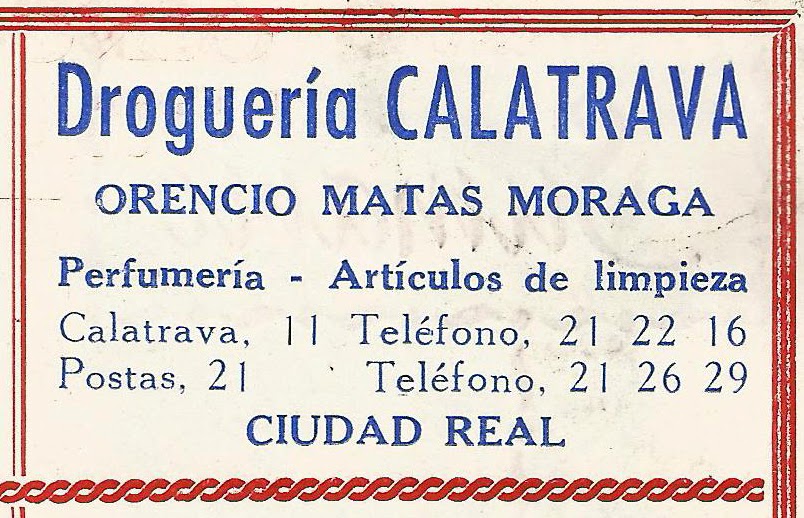 Droguería CALATRAVA
ORENCIO MATAS MORAGA
Perfumería - Artículos de limpieza
Calatrava, 11 Teléfono, 21 22 16
Postas, 21 Teléfono, 21 26 29
CIUDAD REAL